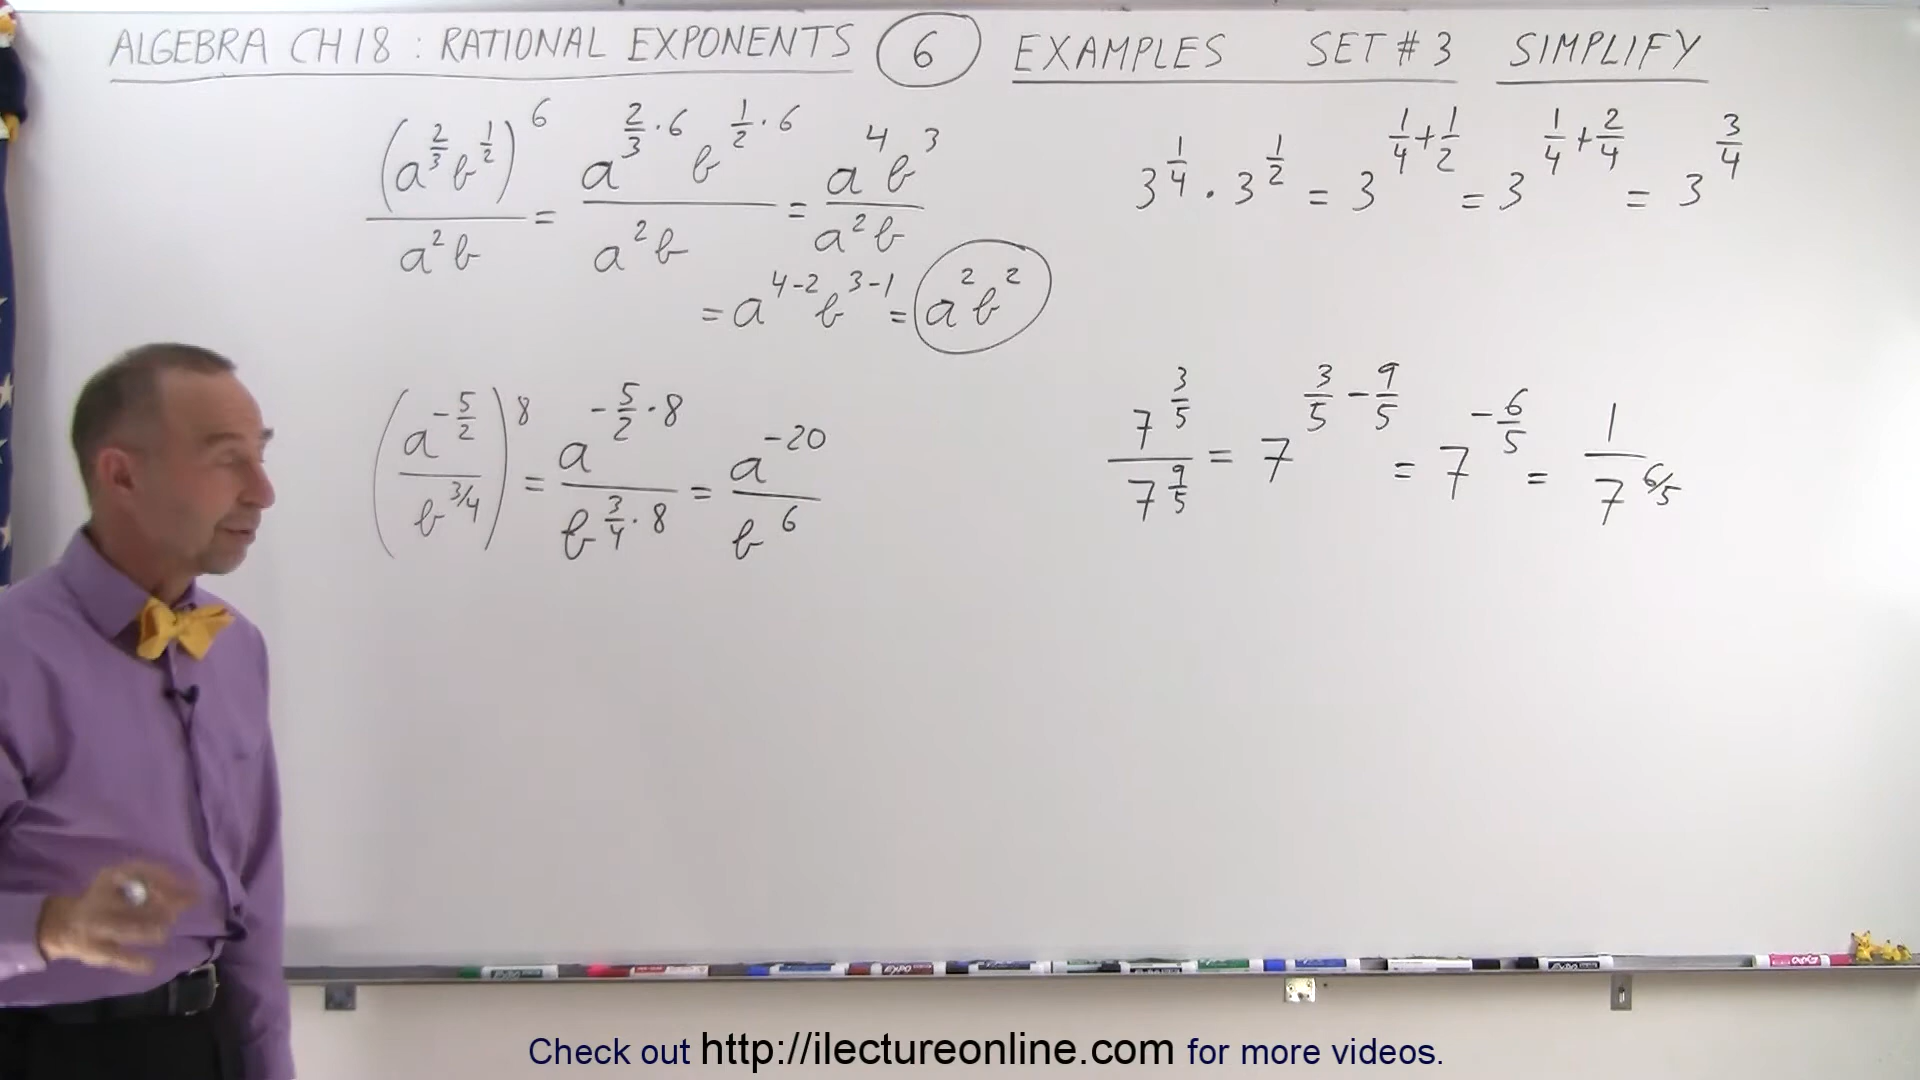 ALGEBRA CH 18 : RATIONAL EXPONENTS 6 EXAMPLES SET # 3 SIMPLIFY
(a^{2/3} b^{1/2})^6 / a^2 b = a^{2/3 · 6} b^{1/2 · 6} / a^2 b = a^4 b^3 / a^2 b
= a^{4-2} b^{3-1} = a^2 b^2
3^{1/4} · 3^{1/2} = 3^{1/4 + 1/2} = 3^{1/4 + 2/4} = 3^{3/4}
(a^{-5/2} / b^{3/4})^8 = a^{-5/2 · 8} / b^{3/4 · 8} = a^{-20} / b^6
7^{3/5} / 7^{9/5} = 7^{3/5 - 9/5} = 7^{-6/5} = 1 / 7^{6/5}
Check out http://ilectureonline.com for more videos.